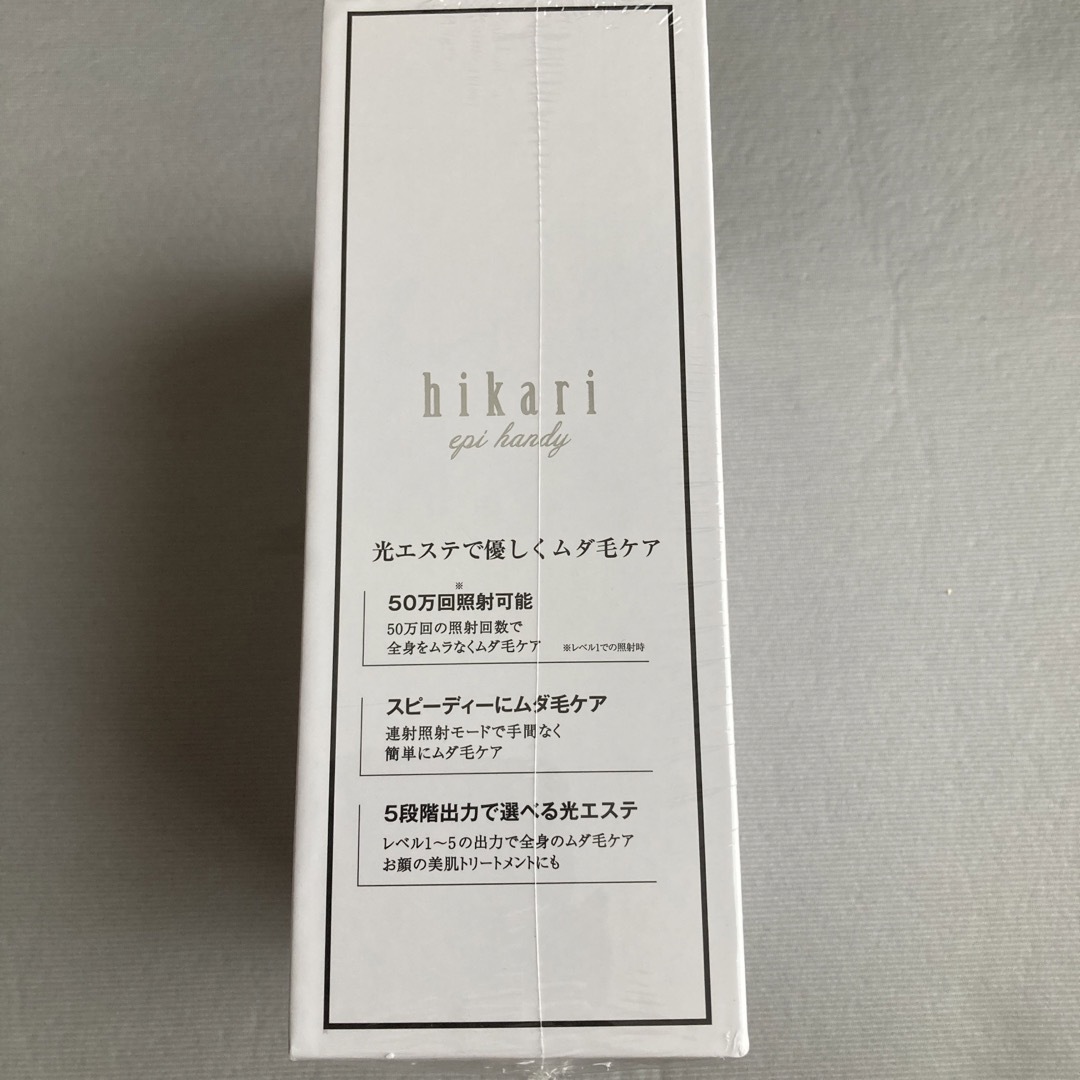 hikari
epi handy
光エステで優しくムダ毛ケア
※
50万回照射可能
50万回の照射回数で
全身をムラなくムダ毛ケア ※レベル1での照射時
スピーディーにムダ毛ケア
連射照射モードで手間なく
簡単にムダ毛ケア
5段階出力で選べる光エステ
レベル1〜5の出力で全身のムダ毛ケア
お顔の美肌トリートメントにも